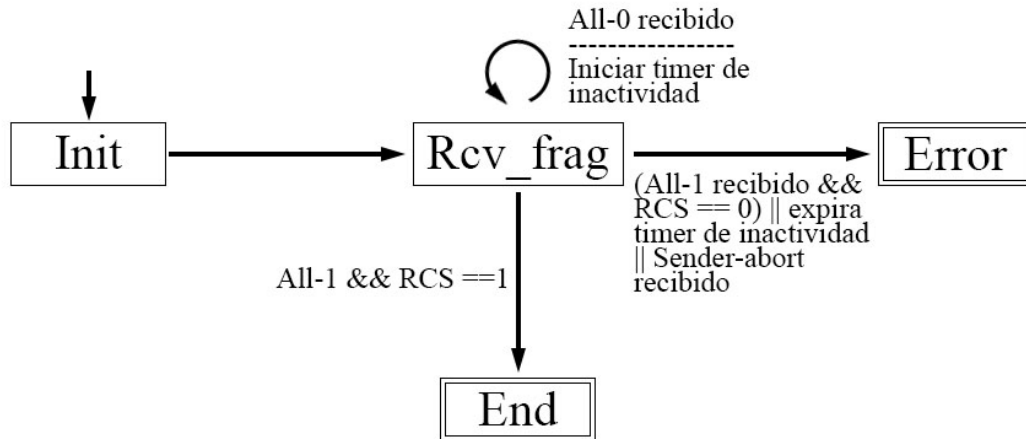 All-0 recibido
Iniciar timer de
inactividad
Init
Rcv_frag
Error
(All-1 recibido &&
RCS == 0) || expira
timer de inactividad
|| Sender-abort
recibido
All-1 && RCS ==1
End